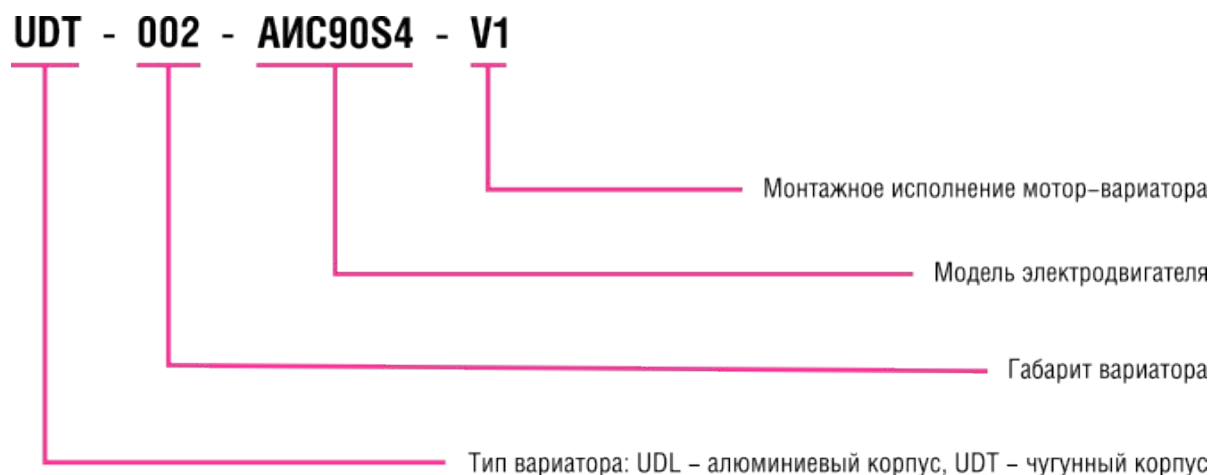 UDT - 002 - АИС90S4 - V1
Монтажное исполнение мотор–вариатора
Модель электродвигателя
Габарит вариатора
Тип вариатора: UDL – алюминиевый корпус, UDT – чугунный корпус